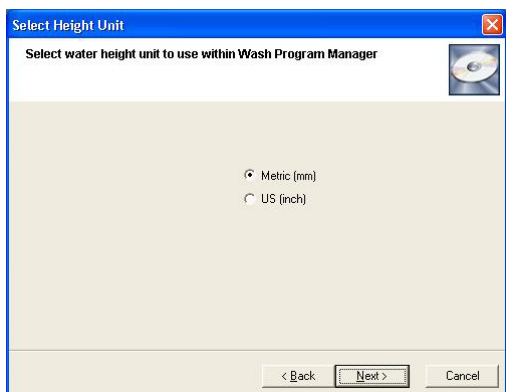 Select Height Unit
Select water height unit to use within Wash Program Manager
Metric (mm)
US (inch)
< Back Next > Cancel